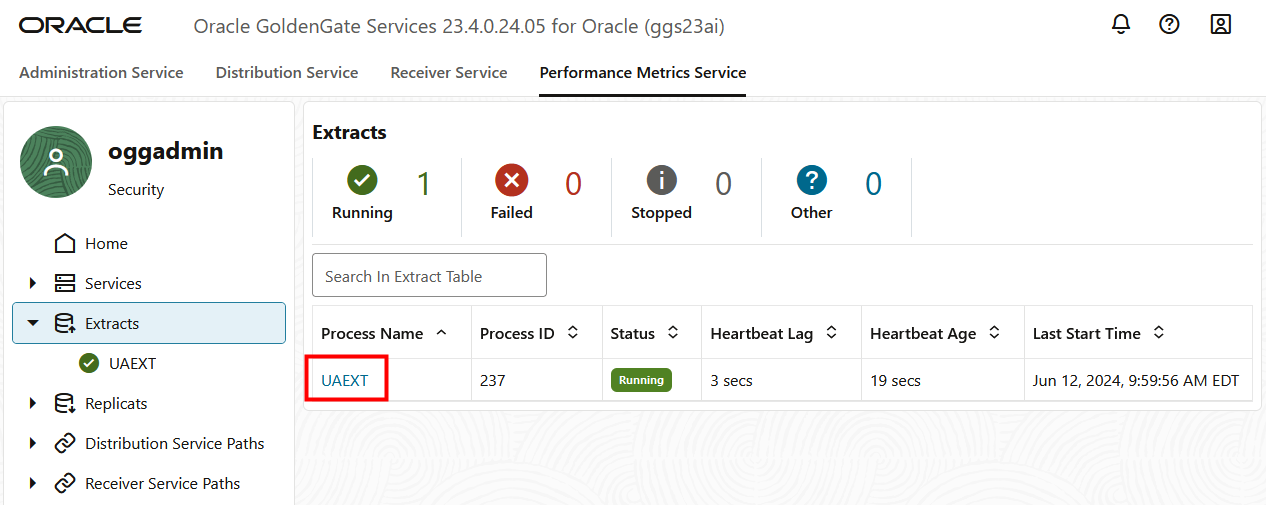 ORACLE Oracle GoldenGate Services 23.4.0.24.05 for Oracle (ggs23ai)
Administration Service Distribution Service Receiver Service Performance Metrics Service
oggadmin
Security
Home
Services
Extracts
UAEXT
Replicats
Distribution Service Paths
Receiver Service Paths
Extracts
Running 1
Failed 0
Stopped 0
Other 0
Search In Extract Table
Process Name Process ID Status Heartbeat Lag Heartbeat Age Last Start Time
UAEXT 237 Running 3 secs 19 secs Jun 12, 2024, 9:59:56 AM EDT